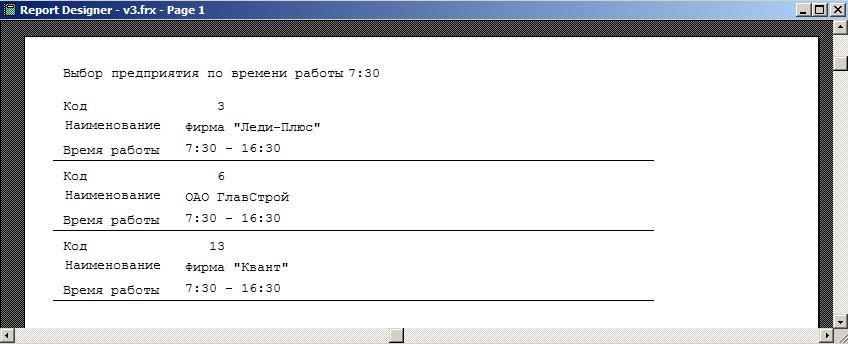 Report Designer - v3.frx - Page 1
Выбор предприятия по времени работы 7:30
Код 3
Наименование Фирма "Леди-Плюс"
Время работы 7:30 - 16:30
Код 6
Наименование ОАО ГлавСтрой
Время работы 7:30 - 16:30
Код 13
Наименование Фирма "Квант"
Время работы 7:30 - 16:30